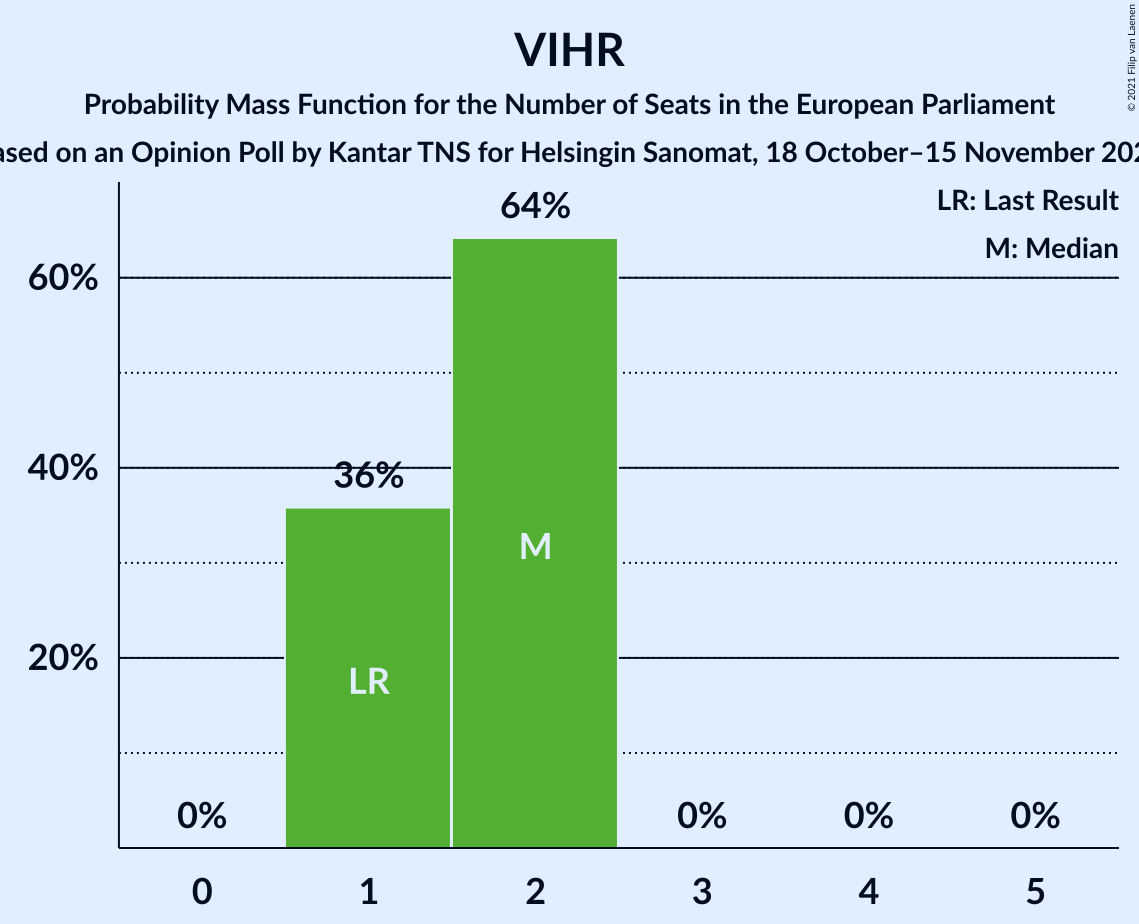 VIHR
Probability Mass Function for the Number of Seats in the European Parliament
on an Opinion Poll by Kantar TNS for Helsingin Sanomat, 18 October–15 November
LR: Last Result
M: Median
64%
60%
40%
36%
M
20%
LR
0%
0%
0%
0%
0
1
2
3
4
5
© 2021 Filip van Laenen